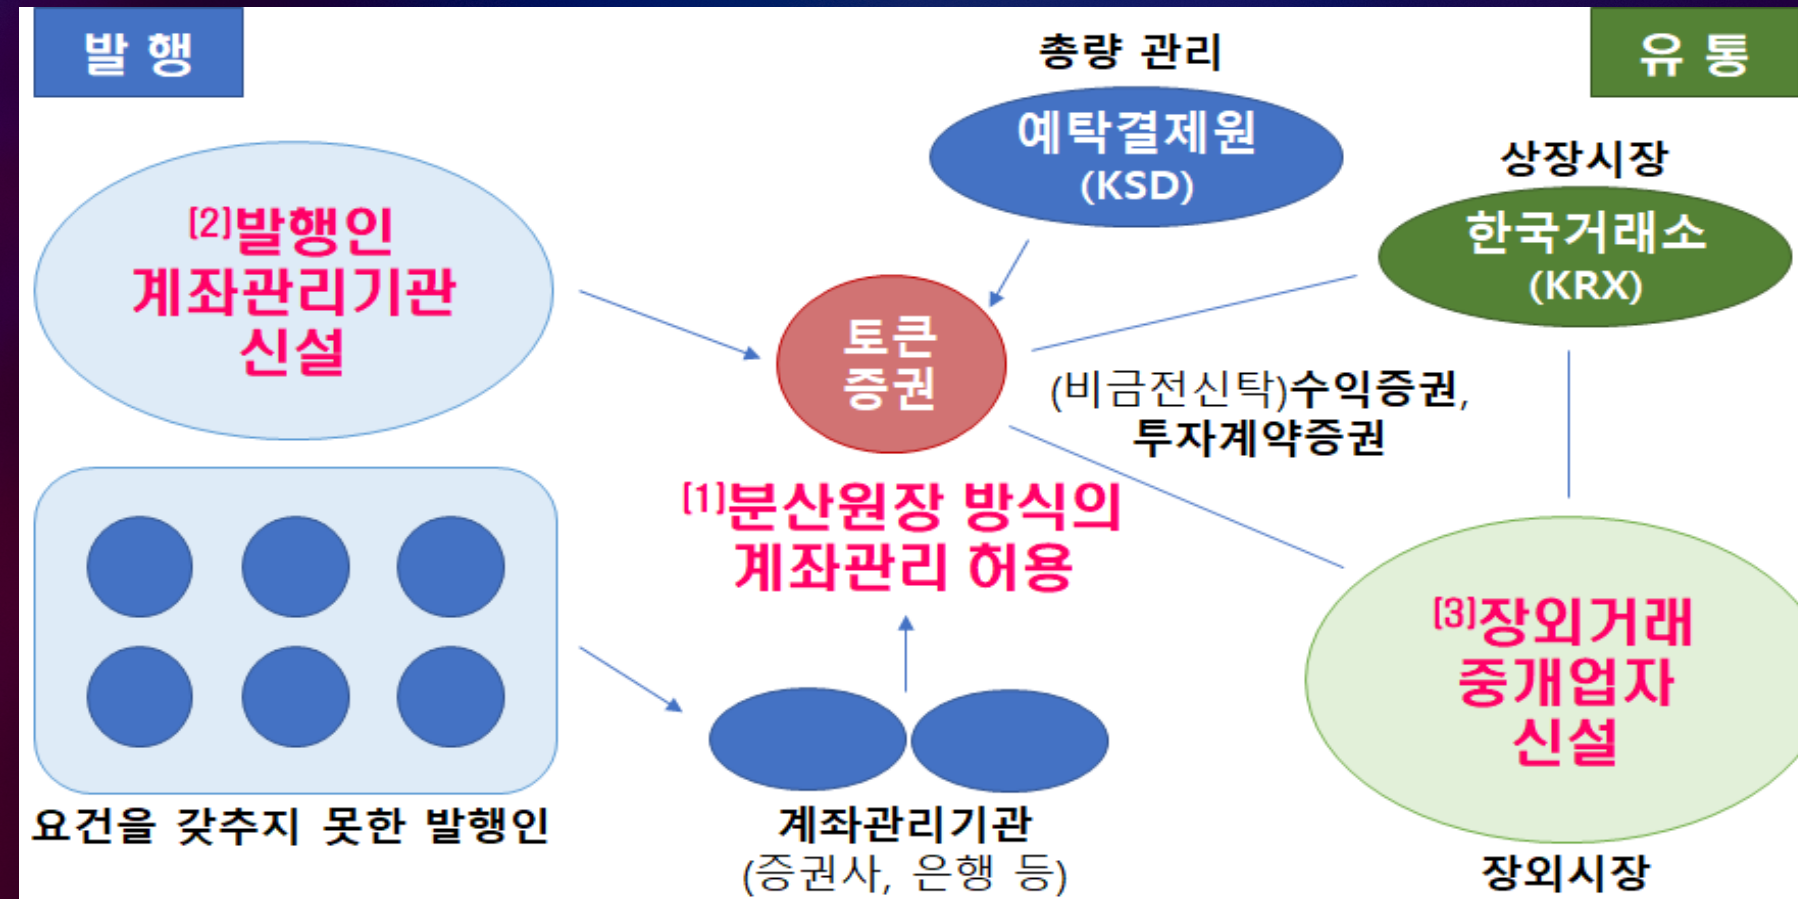 발 행
총량 관리
유 통
예탁결제원
(KSD)
상장시장
한국거래소
(KRX)
[2]발행인
계좌관리기관
신설
토큰
증권
(비금전신탁)수익증권,
투자계약증권
[1]분산원장 방식의
계좌관리 허용
[3]장외거래
중개업자
신설
요건을 갖추지 못한 발행인
계좌관리기관
(증권사, 은행 등)
장외시장